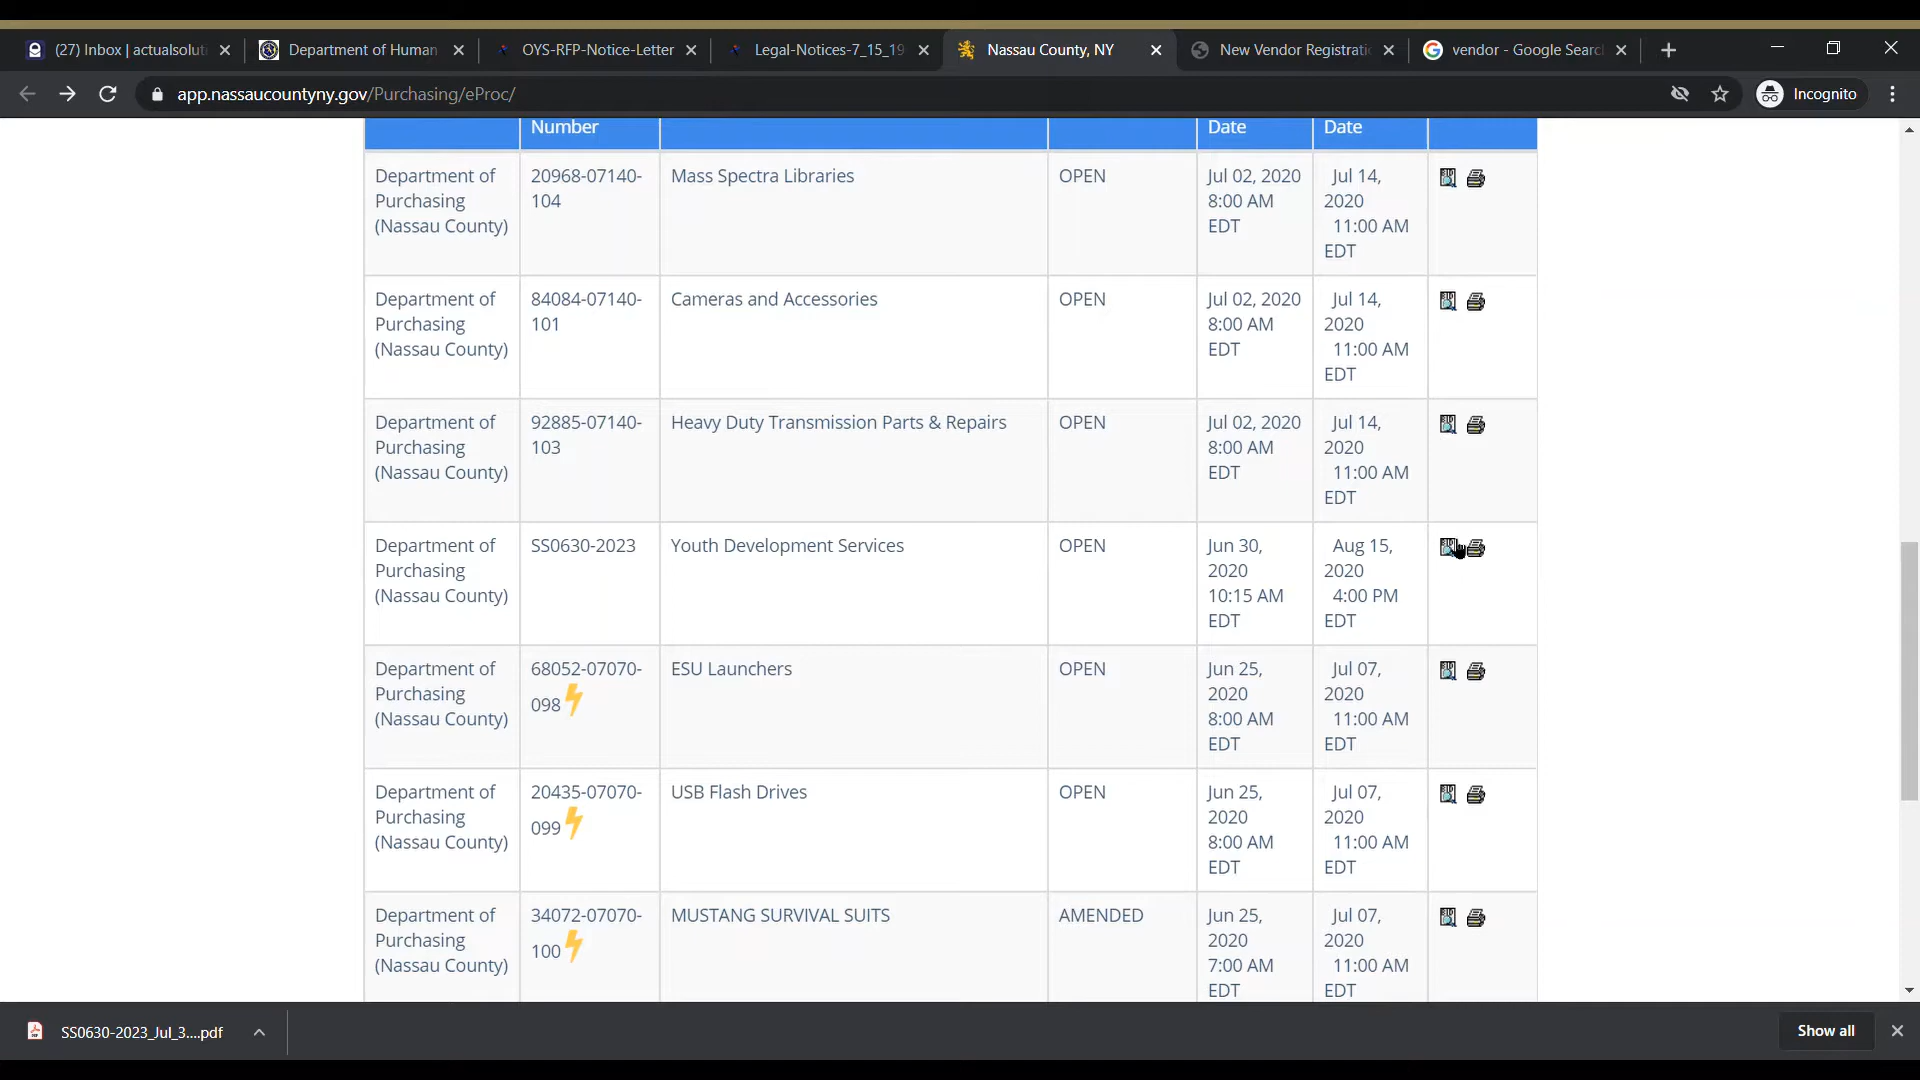 (27) Inbox | actualsoluti
Department of Human
OYS-RFP-Notice-Letter
Legal-Notices-7_15_19
Nassau County, NY
New Vendor Registrati
vendor - Google Search
app.nassaucountyny.gov/Purchasing/eProc/
Incognito
Number
Date
Date
Department of
Purchasing
(Nassau County)
20968-07140-
104
Mass Spectra Libraries
OPEN
Jul 02, 2020
8:00 AM
EDT
Jul 14,
2020
11:00 AM
EDT
Department of
Purchasing
(Nassau County)
84084-07140-
101
Cameras and Accessories
OPEN
Jul 02, 2020
8:00 AM
EDT
Jul 14,
2020
11:00 AM
EDT
Department of
Purchasing
(Nassau County)
92885-07140-
103
Heavy Duty Transmission Parts & Repairs
OPEN
Jul 02, 2020
8:00 AM
EDT
Jul 14,
2020
11:00 AM
EDT
Department of
Purchasing
(Nassau County)
SS0630-2023
Youth Development Services
OPEN
Jun 30,
2020
10:15 AM
EDT
Aug 15,
2020
4:00 PM
EDT
Department of
Purchasing
(Nassau County)
68052-07070-
098
ESU Launchers
OPEN
Jun 25,
2020
8:00 AM
EDT
Jul 07,
2020
11:00 AM
EDT
Department of
Purchasing
(Nassau County)
20435-07070-
099
USB Flash Drives
OPEN
Jun 25,
2020
8:00 AM
EDT
Jul 07,
2020
11:00 AM
EDT
Department of
Purchasing
(Nassau County)
34072-07070-
100
MUSTANG SURVIVAL SUITS
AMENDED
Jun 25,
2020
7:00 AM
EDT
Jul 07,
2020
11:00 AM
EDT
SS0630-2023_Jul_3....pdf
Show all